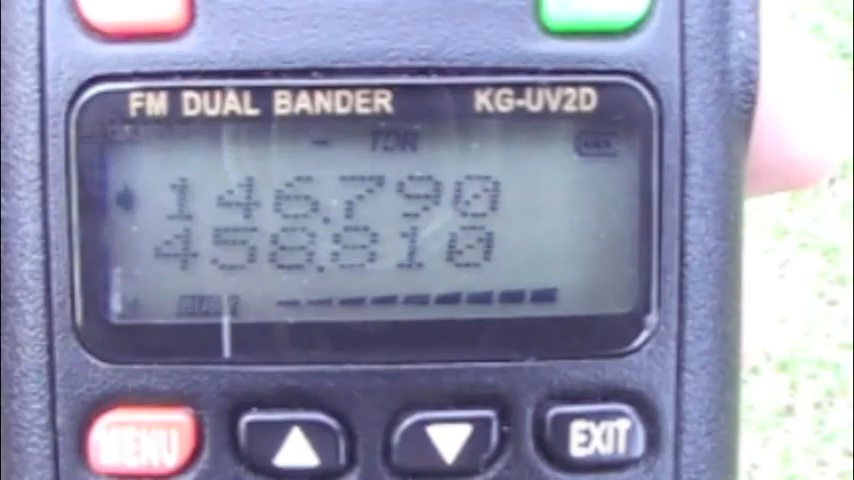 FM DUAL BANDER KG-UV2D
- TDR
146.790
458.810
MENU EXIT